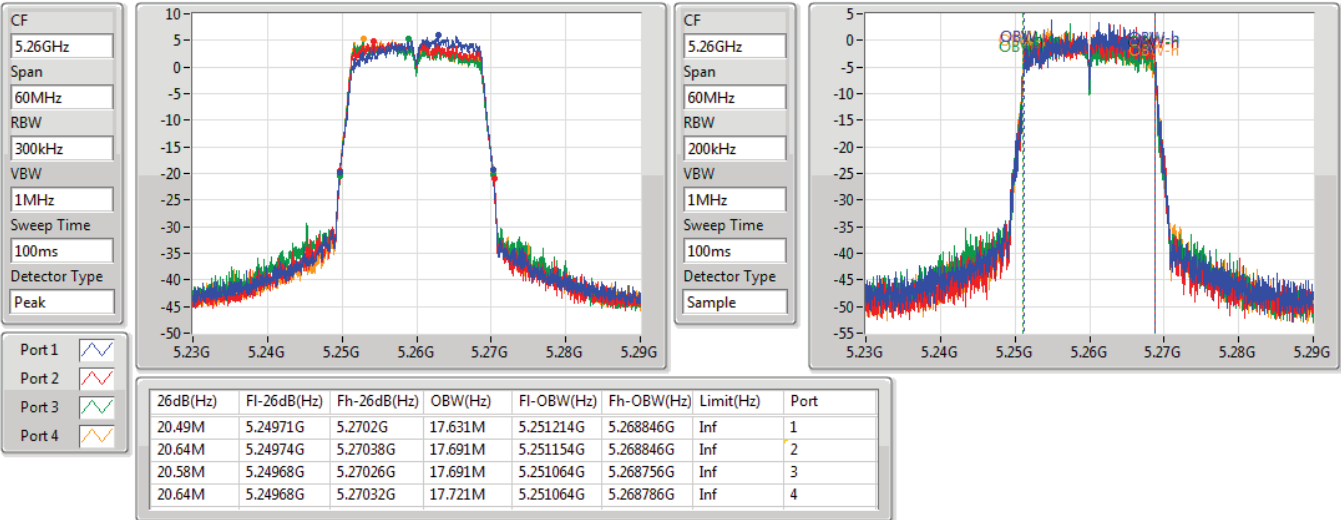 CF
5.26GHz
Span
60MHz
RBW
300kHz
VBW
1MHz
Sweep Time
100ms
Detector Type
Peak
10
5
0
-5
-10
-15
-20
-25
-30
-35
-40
-45
-50
5.23G 5.24G 5.25G 5.26G 5.27G 5.28G 5.29G
CF
5.26GHz
Span
60MHz
RBW
200kHz
VBW
1MHz
Sweep Time
100ms
Detector Type
Sample
5
0
-5
-10
-15
-20
-25
-30
-35
-40
-45
-50
-55
5.23G 5.24G 5.25G 5.26G 5.27G 5.28G 5.29G
Port 1
Port 2
Port 3
Port 4
26dB(Hz) Fl-26dB(Hz) Fh-26dB(Hz) OBW(Hz) Fl-OBW(Hz) Fh-OBW(Hz) Limit(Hz) Port
20.49M 5.24971G 5.2702G 17.631M 5.251214G 5.268846G Inf 1
20.64M 5.24974G 5.27038G 17.691M 5.251154G 5.268846G Inf 2
20.58M 5.24968G 5.27026G 17.691M 5.251064G 5.268756G Inf 3
20.64M 5.24968G 5.27032G 17.721M 5.251064G 5.268786G Inf 4